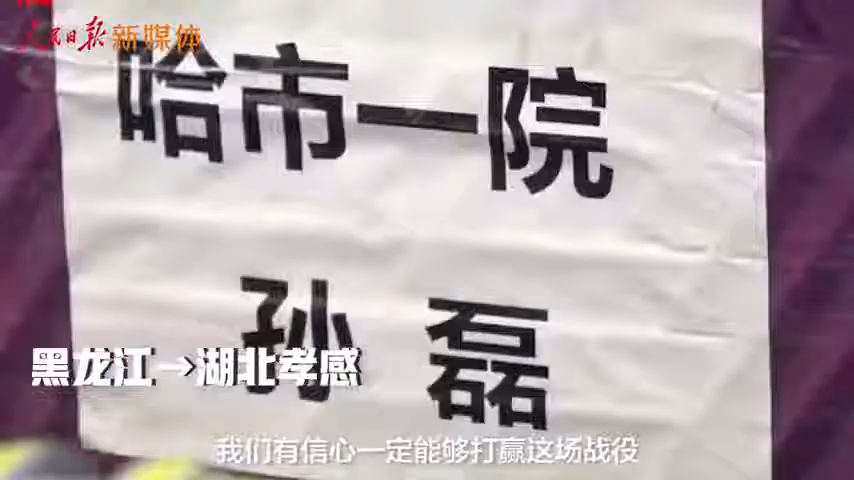 人民日报 新媒体
哈市一院
孙磊
黑龙江→湖北孝感
我们有信心一定能够打赢这场战役